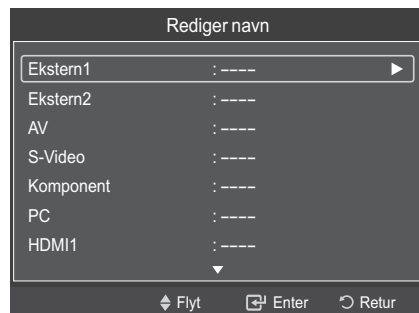 Rediger navn
Ekstern1 : ---- ►
Ekstern2 : ----
AV : ----
S-Video : ----
Komponent : ----
PC : ----
HDMI1 : ----
▼
Flyt Enter Retur